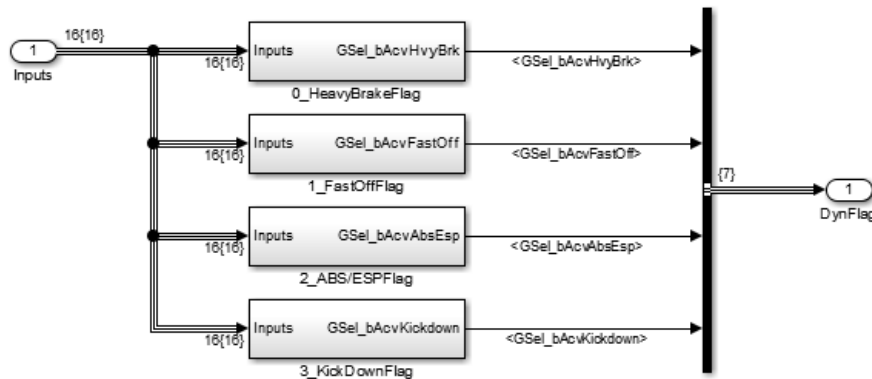 16{16}
1
Inputs
Inputs GSel_bAcvHvyBrk
16{16}
0_HeavyBrakeFlag
<GSel_bAcvHvyBrk>
Inputs GSel_bAcvFastOff
16{16}
1_FastOffFlag
<GSel_bAcvFastOff>
{7}
1
DynFlag
Inputs GSel_bAcvAbsEsp
16{16}
2_ABS/ESPFlag
<GSel_bAcvAbsEsp>
Inputs GSel_bAcvKickdown
16{16}
3_KickDownFlag
<GSel_bAcvKickdown>